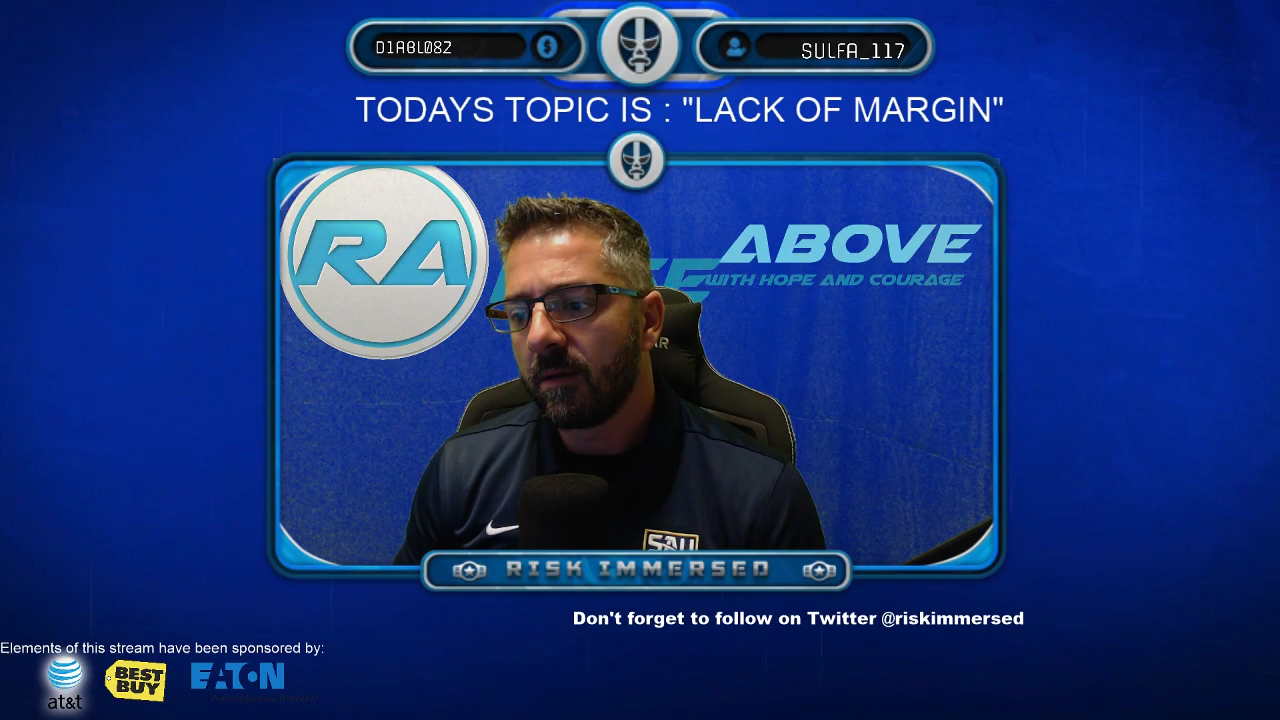 D1ABL082
SULFA_117
TODAYS TOPIC IS : "LACK OF MARGIN"
RA
ABOVE
WITH HOPE AND COURAGE
SAU
RISK IMMERSED
Don't forget to follow on Twitter @riskimmersed
Elements of this stream have been sponsored by:
at&t
BEST BUY
EATON